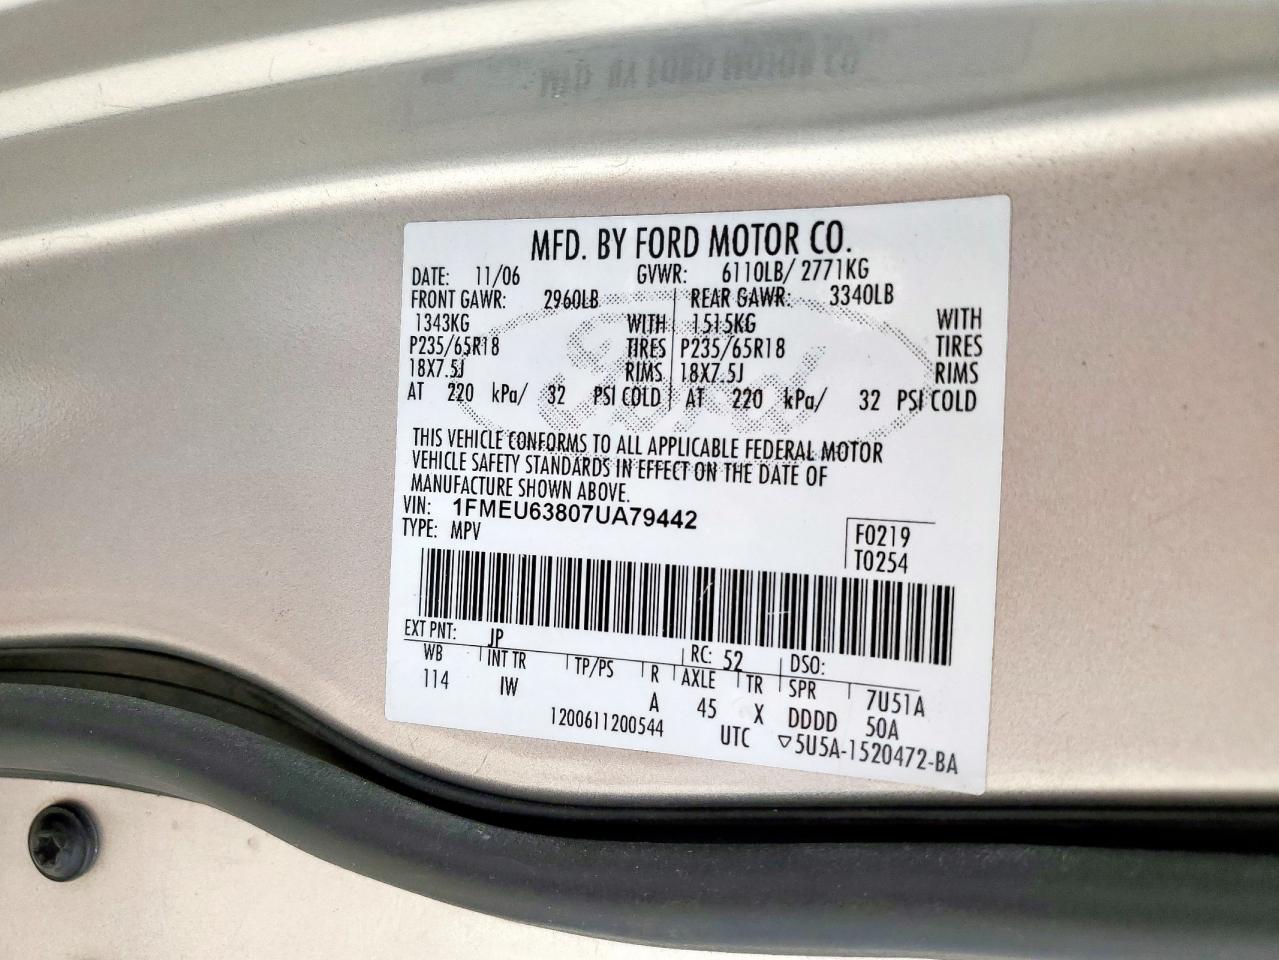 MFD. BY FORD MOTOR CO.
DATE: 11/06 GVWR: 6110LB/ 2771KG
FRONT GAWR: 2960LB REAR GAWR: 3340LB
1343KG WITH 1515KG WITH
P235/65R18 TIRES P235/65R18 TIRES
18X7.5J RIMS 18X7.5J RIMS
AT 220 kPa/ 32 PSI COLD AT 220 kPa/ 32 PSI COLD
THIS VEHICLE CONFORMS TO ALL APPLICABLE FEDERAL MOTOR
VEHICLE SAFETY STANDARDS IN EFFECT ON THE DATE OF
MANUFACTURE SHOWN ABOVE.
VIN: 1FMEU63807UA79442
TYPE: MPV
F0219
T0254
EXT PNT: JP RC: 52 DSO:
WB INT TR TP/PS R AXLE TR SPR 7U51A
114 IW A 45 X DDDD 50A
1200611200544 UTC ▽5U5A-1520472-BA